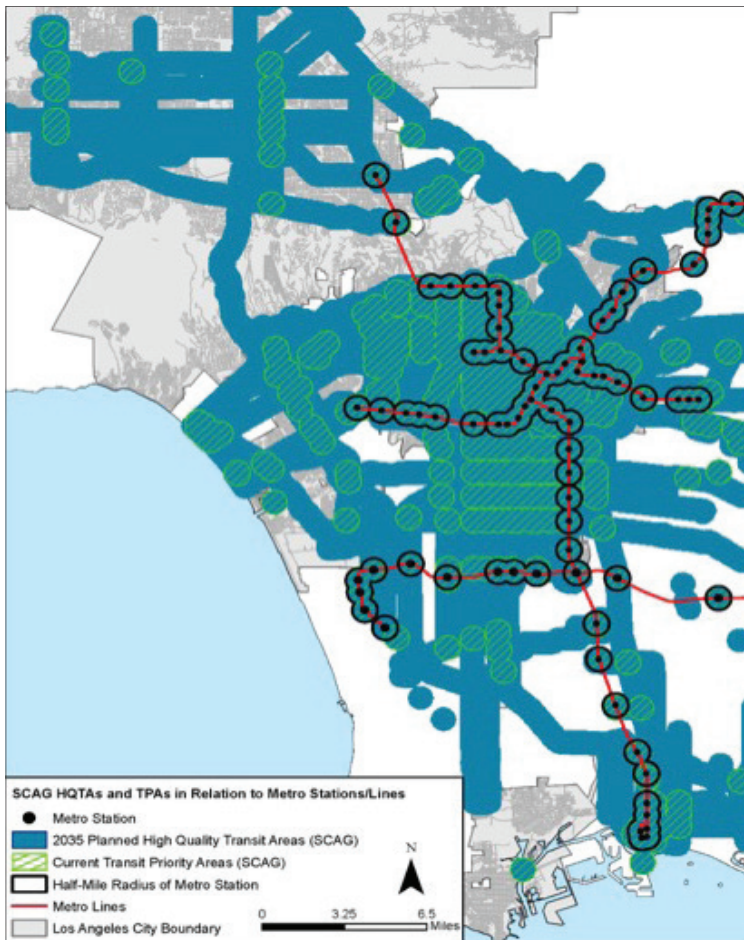 SCAG HQTAs and TPAs in Relation to Metro Stations/Lines
Metro Station
2035 Planned High Quality Transit Areas (SCAG)
Current Transit Priority Areas (SCAG)
Half-Mile Radius of Metro Station
Metro Lines
Los Angeles City Boundary
N
0 3.25 6.5
Miles